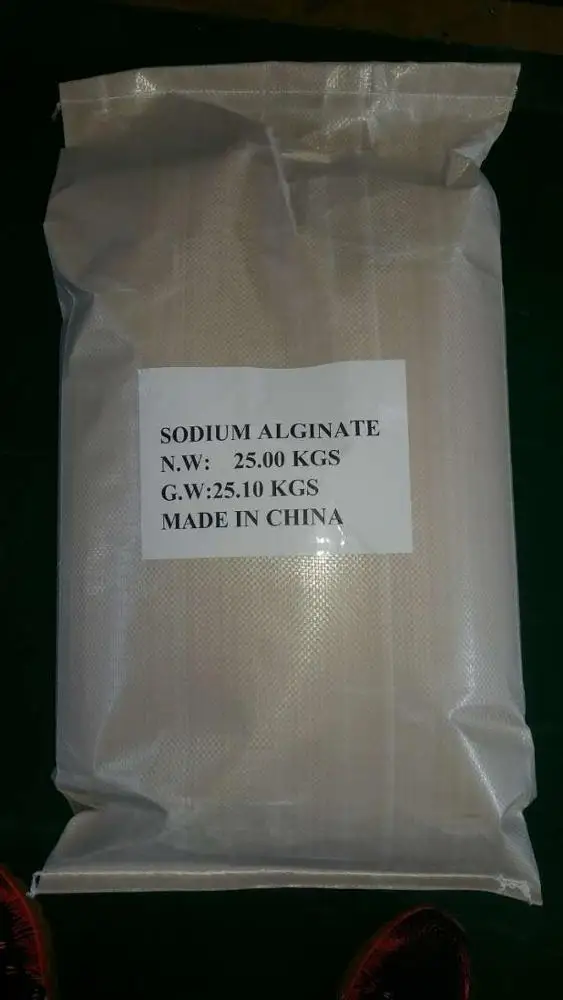 SODIUM ALGINATE
N.W: 25.00 KGS
G.W:25.10 KGS
MADE IN CHINA